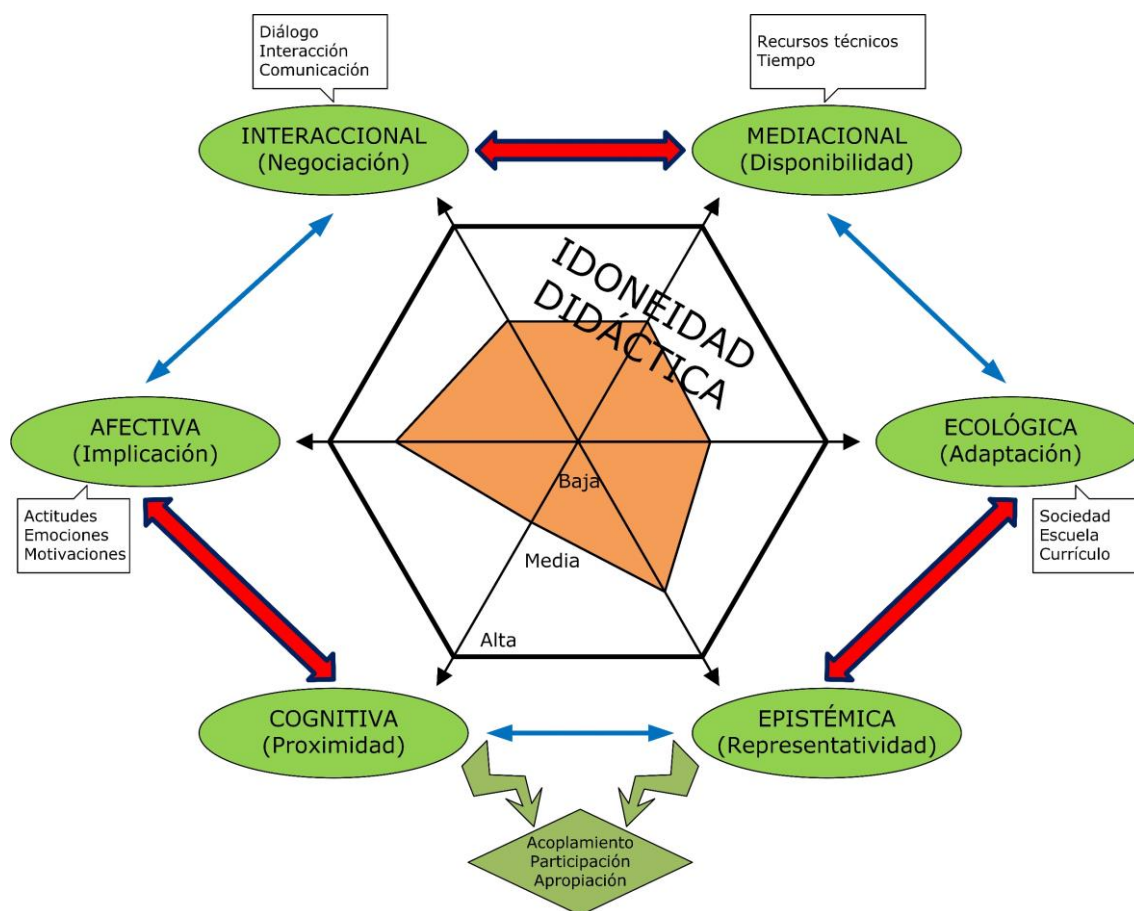 Diálogo
Interacción
Comunicación
Recursos técnicos
Tiempo
INTERACCIONAL
(Negociación)
MEDIACIONAL
(Disponibilidad)
IDONEIDAD
DIDÁCTICA
AFECTIVA
(Implicación)
ECOLÓGICA
(Adaptación)
Baja
Actitudes
Emociones
Motivaciones
Sociedad
Escuela
Currículo
Media
Alta
COGNITIVA
(Proximidad)
EPISTÉMICA
(Representatividad)
Acoplamiento
Participación
Apropiación